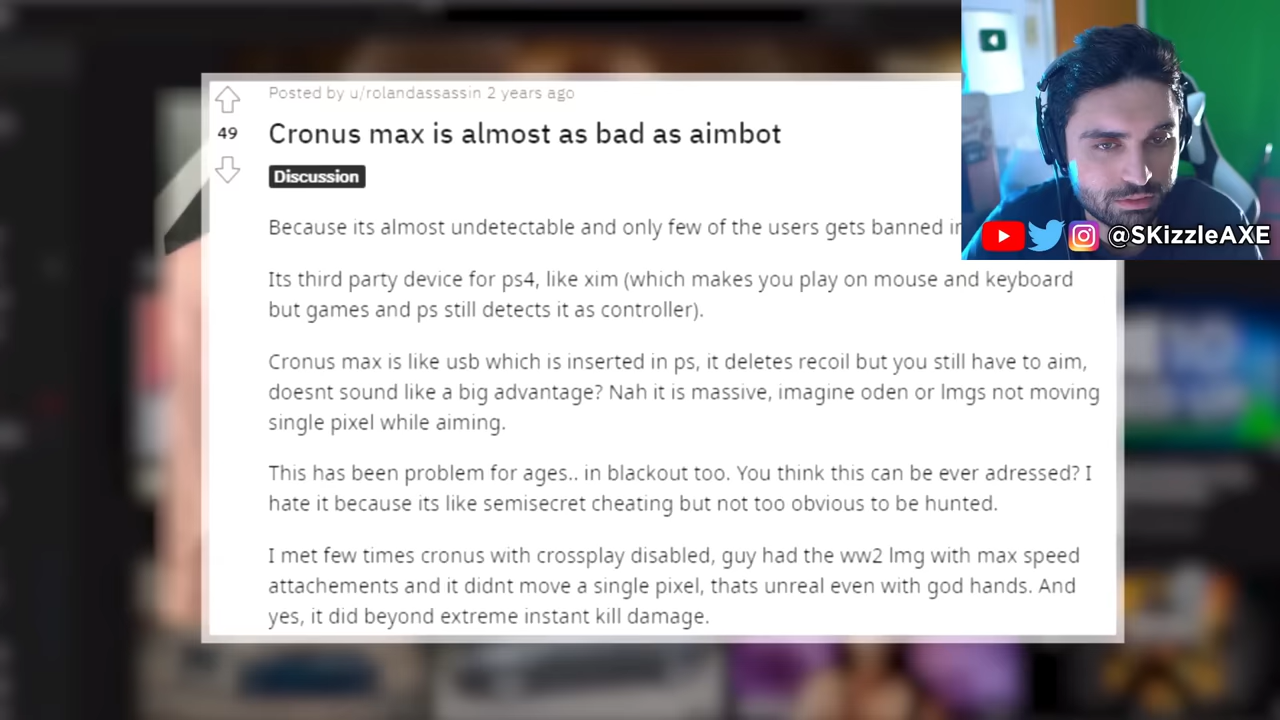 Posted by u/rolandassassin 2 years ago
49
Cronus max is almost as bad as aimbot
Discussion
Because its almost undetectable and only few of the users gets banned
Its third party device for ps4, like xim (which makes you play on mouse and keyboard
but games and ps still detects it as controller).
Cronus max is like usb which is inserted in ps, it deletes recoil but you still have to aim,
doesnt sound like a big advantage? Nah it is massive, imagine oden or lmgs not moving
single pixel while aiming.
This has been problem for ages.. in blackout too. You think this can be ever adressed? I
hate it because its like semisecret cheating but not too obvious to be hunted.
I met few times cronus with crossplay disabled, guy had the ww2 lmg with max speed
attachements and it didnt move a single pixel, thats unreal even with god hands. And
yes, it did beyond extreme instant kill damage.
@SKizzleAXE